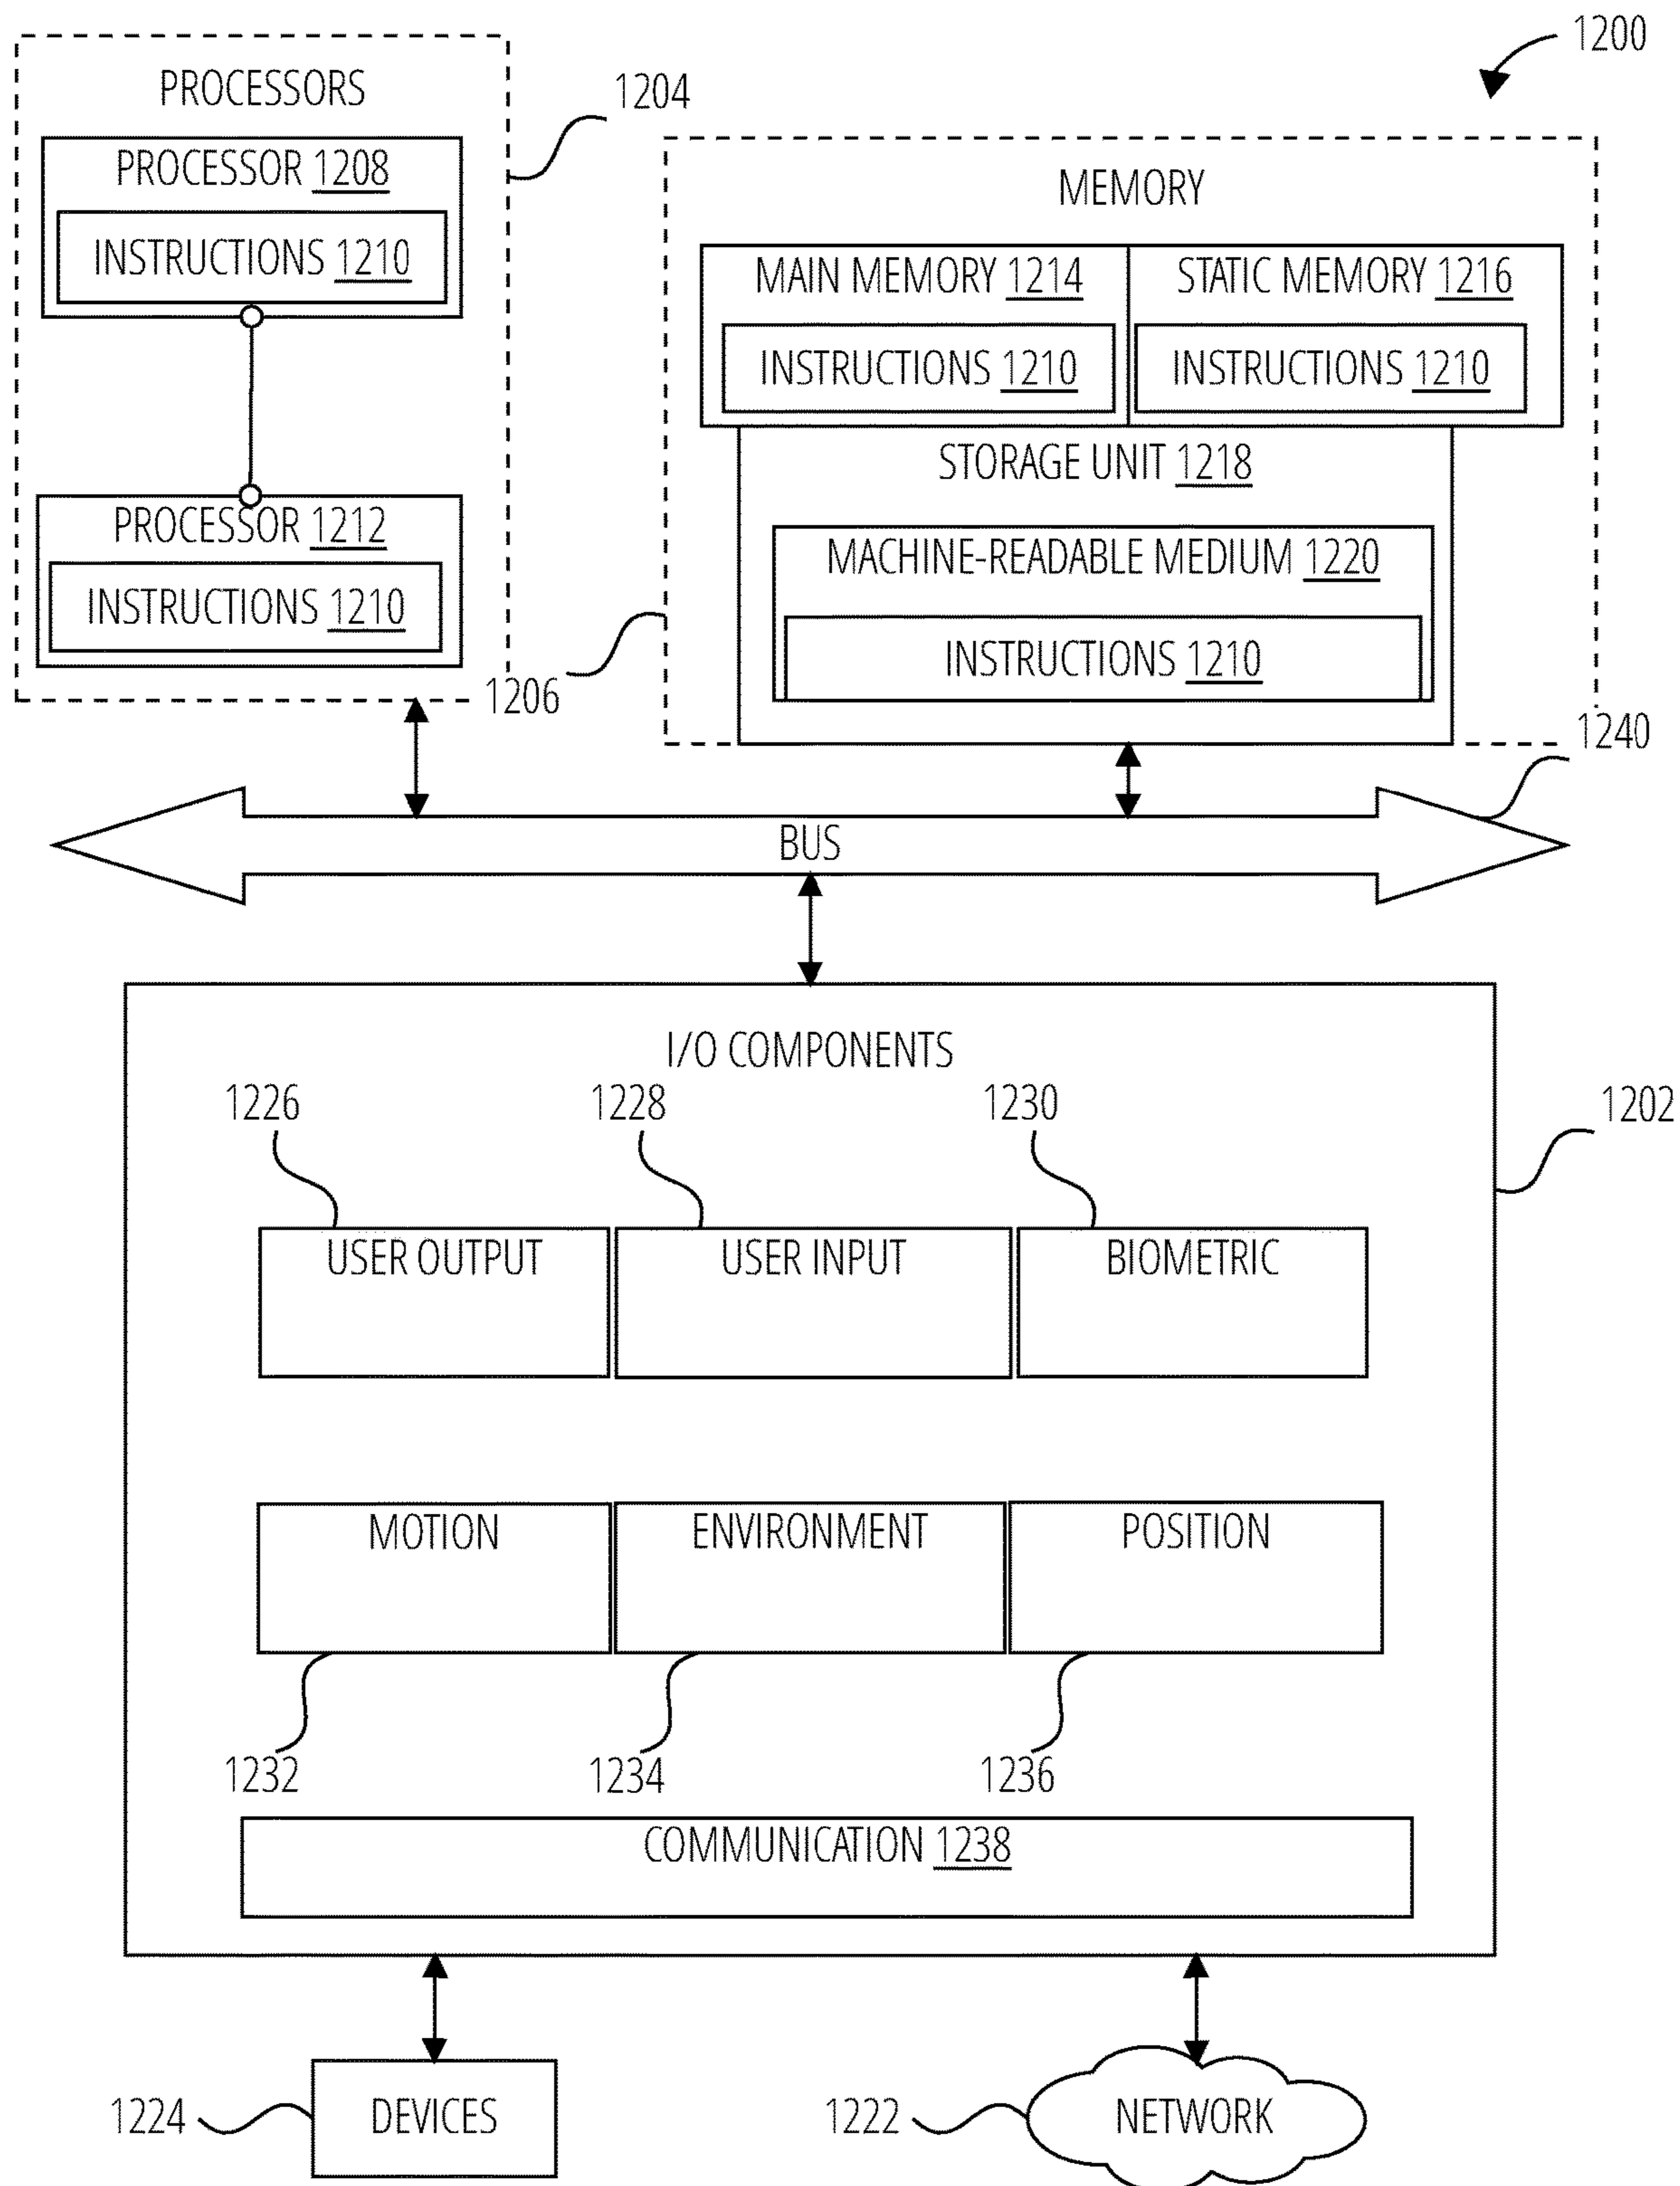 1200
PROCESSORS
1204
PROCESSOR 1208
INSTRUCTIONS 1210
MEMORY
MAIN MEMORY 1214
STATIC MEMORY 1216
INSTRUCTIONS 1210
INSTRUCTIONS 1210
STORAGE UNIT 1218
PROCESSOR 1212
INSTRUCTIONS 1210
MACHINE-READABLE MEDIUM 1220
INSTRUCTIONS 1210
1206
1240
BUS
I/O COMPONENTS
1226
1228
1230
1202
USER OUTPUT
USER INPUT
BIOMETRIC
MOTION
ENVIRONMENT
POSITION
1232
1234
1236
COMMUNICATION 1238
1224
DEVICES
1222
NETWORK